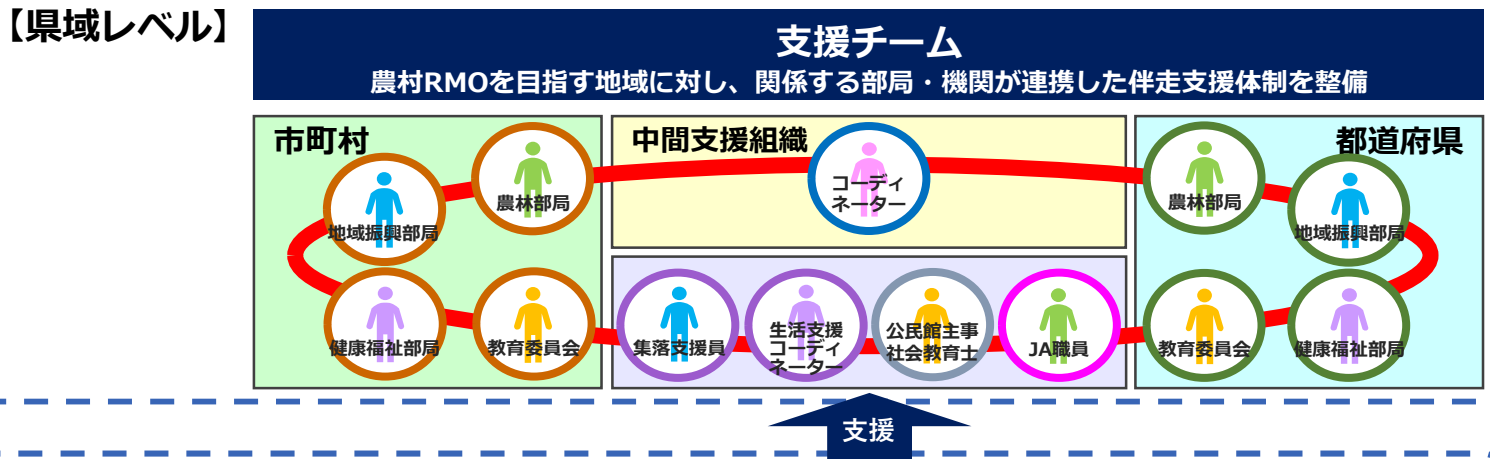 【県域レベル】
支援チーム
農村RMOを目指す地域に対し、関係する部局・機関が連携した伴走支援体制を整備
市町村
地域振興部局
農林部局
健康福祉部局
教育委員会
中間支援組織
コーディ
ネーター
集落支援員
生活支援
コーディ
ネーター
公民館主事
社会教育士
JA職員
都道府県
農林部局
地域振興部局
教育委員会
健康福祉部局
支援